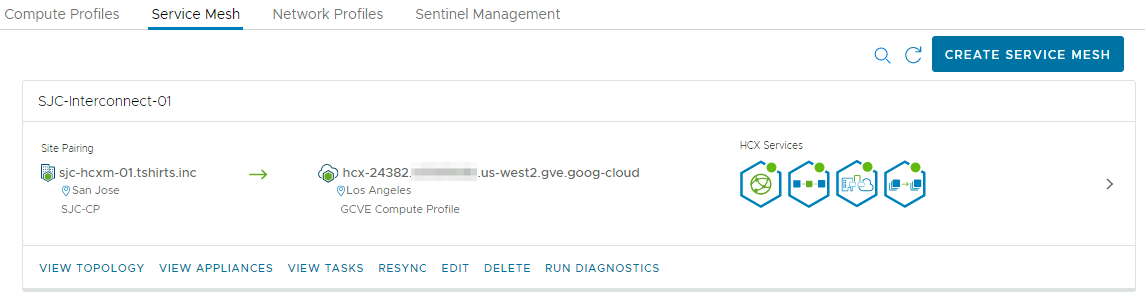 Compute Profiles Service Mesh Network Profiles Sentinel Management
CREATE SERVICE MESH
SJC-Interconnect-01
Site Pairing
HCX Services
sjc-hcxm-01.tshirts.inc
hcx-24382. .us-west2.gve.goog-cloud
San Jose
Los Angeles
SJC-CP
GCVE Compute Profile
VIEW TOPOLOGY VIEW APPLIANCES VIEW TASKS RESYNC EDIT DELETE RUN DIAGNOSTICS